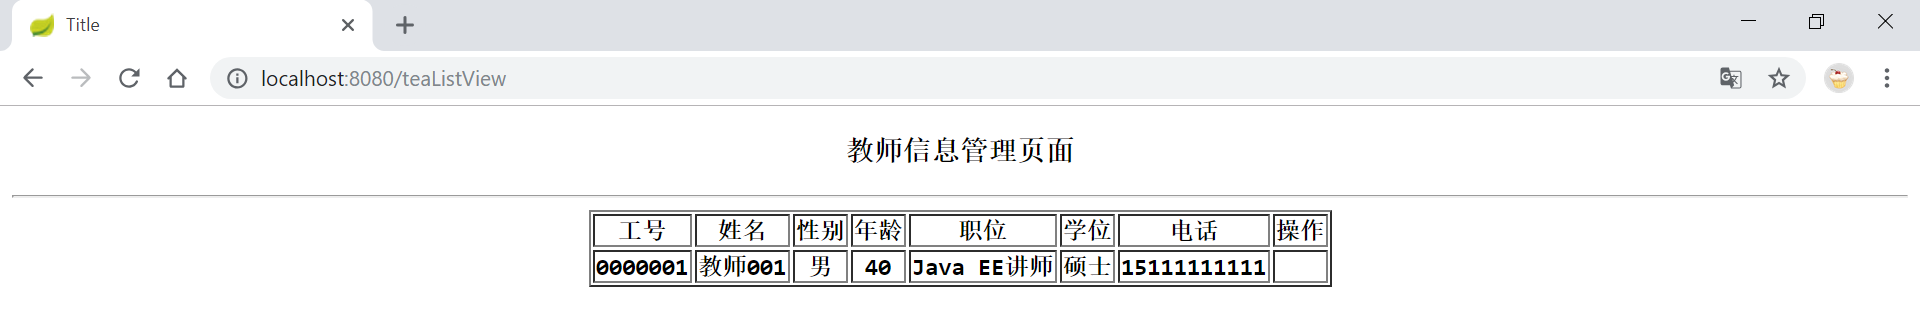 Title
localhost:8080/teaListView
教师信息管理页面
工号 姓名 性别 年龄 职位 学位 电话 操作
0000001 教师001 男 40 Java EE讲师 硕士 15111111111